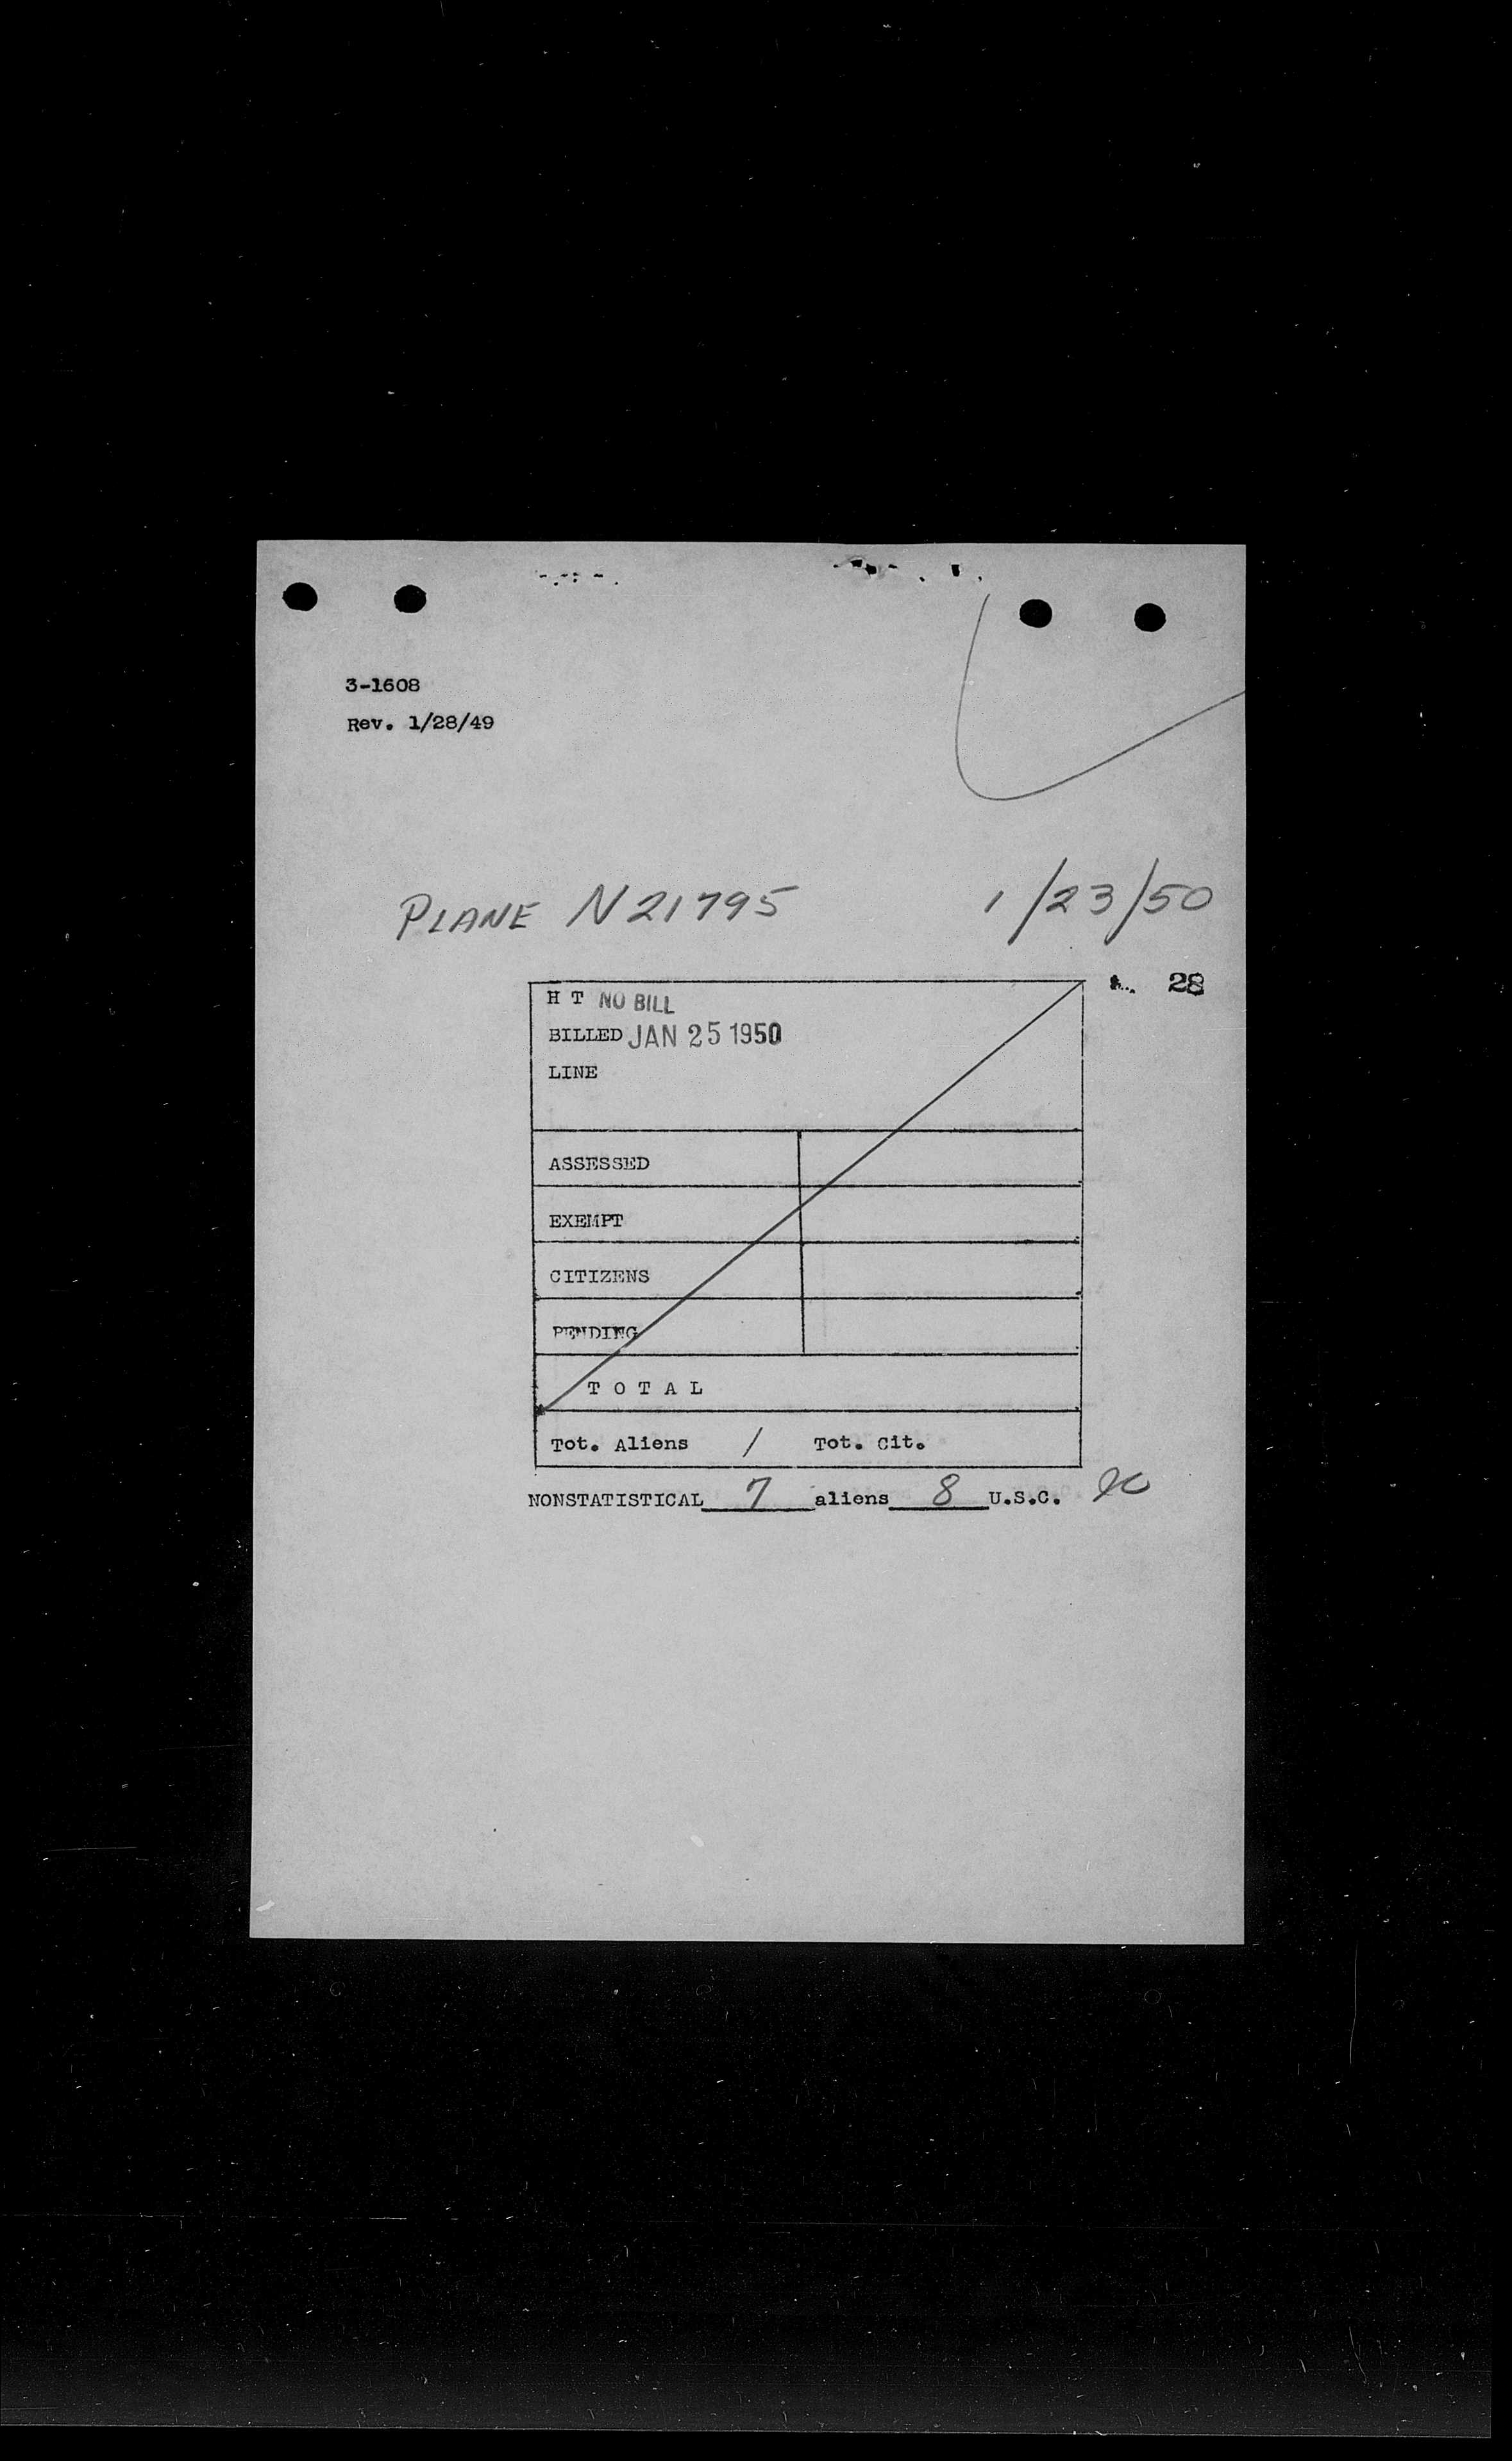 3-1608
Rev. 1/28/49
PLANE N21795 1/23/50
28
H T NO BILL
BILLED JAN 25 1950
LINE
ASSESSED
EXEMPT
CITIZENS
PENDING
T O T A L
Tot. Aliens / Tot. Cit.
NONSTATISTICAL 7 aliens 8 U.S.C.